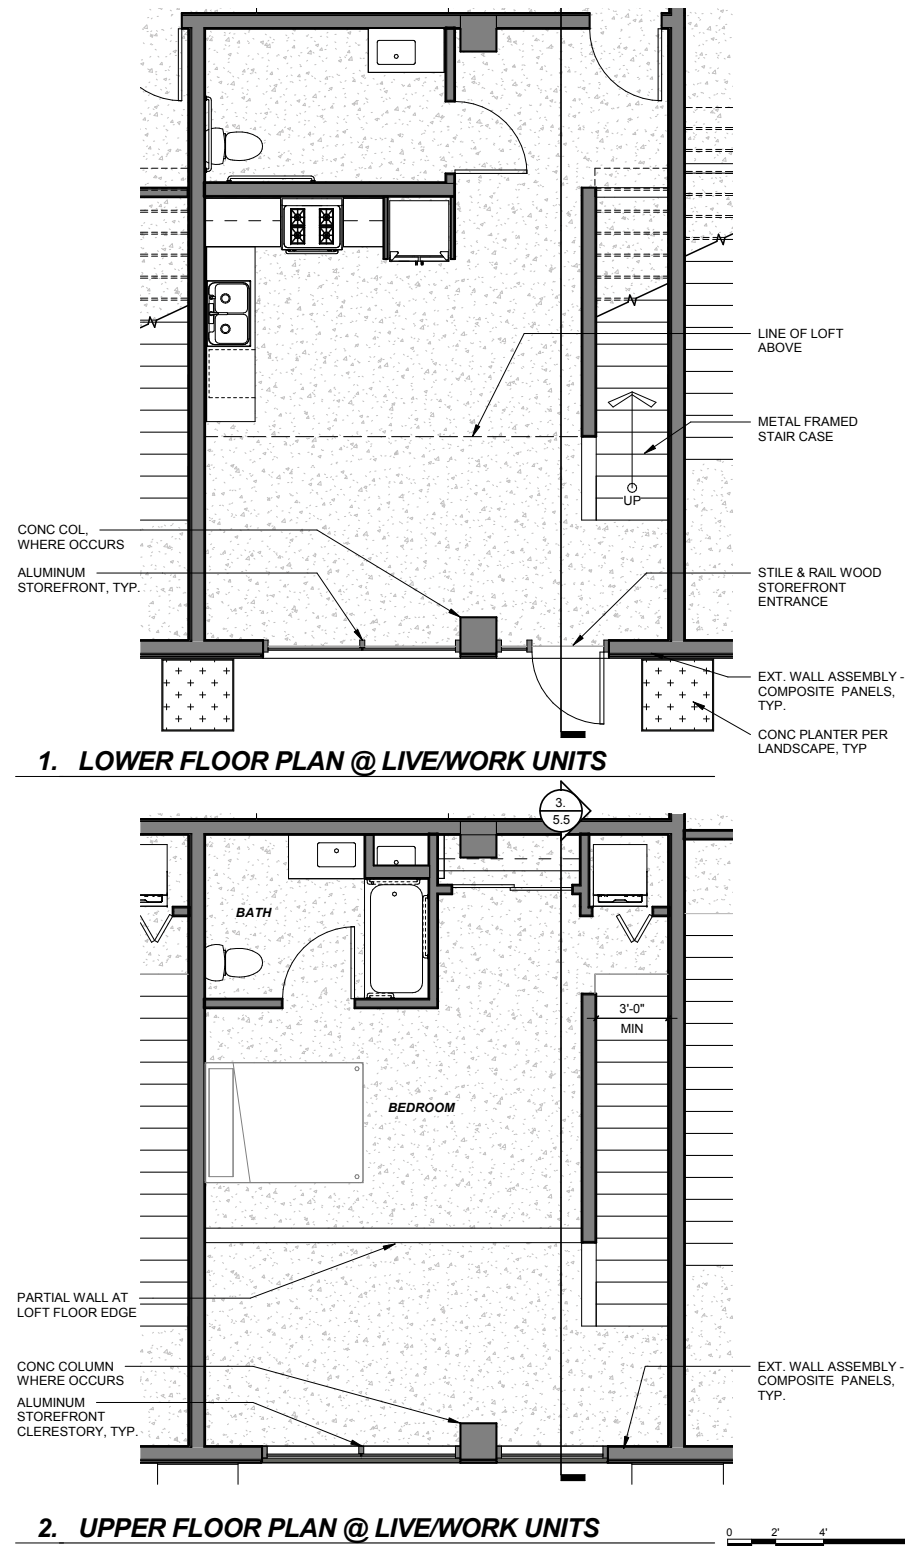 LINE OF LOFT
ABOVE
METAL FRAMED
STAIR CASE
UP
CONC COL,
WHERE OCCURS
ALUMINUM
STOREFRONT, TYP.
STILE & RAIL WOOD
STOREFRONT
ENTRANCE
EXT. WALL ASSEMBLY -
COMPOSITE PANELS,
TYP.
CONC PLANTER PER
LANDSCAPE, TYP
1. LOWER FLOOR PLAN @ LIVE/WORK UNITS
3.
5.5
BATH
3'-0"
MIN
BEDROOM
PARTIAL WALL AT
LOFT FLOOR EDGE
CONC COLUMN
WHERE OCCURS
ALUMINUM
STOREFRONT
CLERESTORY, TYP.
EXT. WALL ASSEMBLY -
COMPOSITE PANELS,
TYP.
2. UPPER FLOOR PLAN @ LIVE/WORK UNITS
0 2' 4'